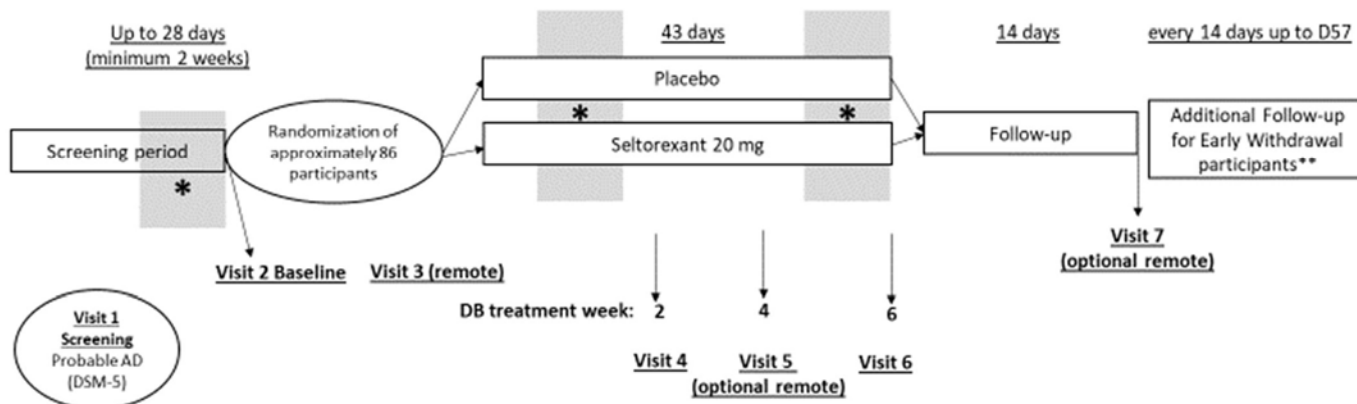 Up to 28 days
(minimum 2 weeks)
43 days
14 days
every 14 days up to D57
Screening period
*
Randomization of
approximately 86
participants
Placebo
* *
Seltorexant 20 mg
Follow-up
Additional Follow-up
for Early Withdrawal
participants**
Visit 2 Baseline
Visit 3 (remote)
Visit 7
(optional remote)
DB treatment week: 2 4 6
Visit 1
Screening
Probable AD
(DSM-5)
Visit 4
Visit 5
(optional remote)
Visit 6